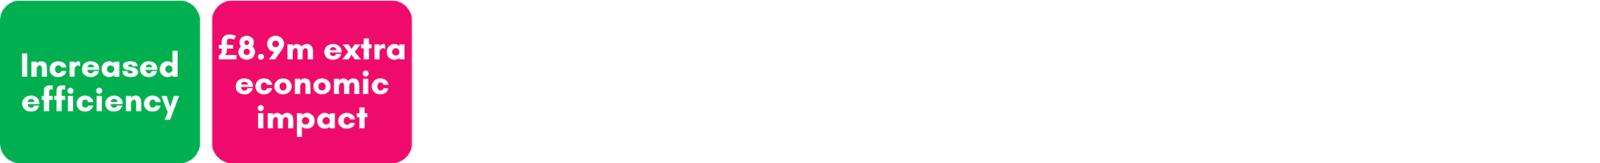 Increased
efficiency
£8.9m extra
economic
impact